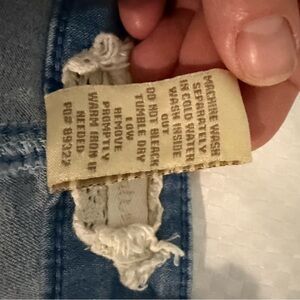 MACHINE WASH
SEPARATELY
IN COLD WATER
WASH INSIDE
OUT
DO NOT BLEACH
TUMBLE DRY
LOW
REMOVE
PROMPTLY
WARM IRON IF
NEEDED
PO# 89322